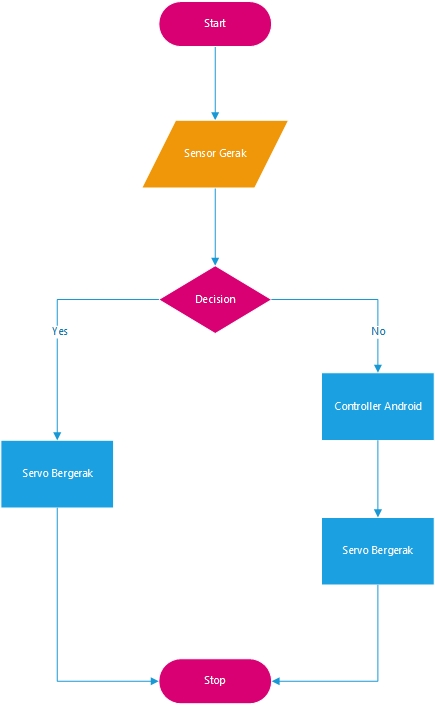 Start
Sensor Gerak
Decision
Yes
No
Controller Android
Servo Bergerak
Servo Bergerak
Stop